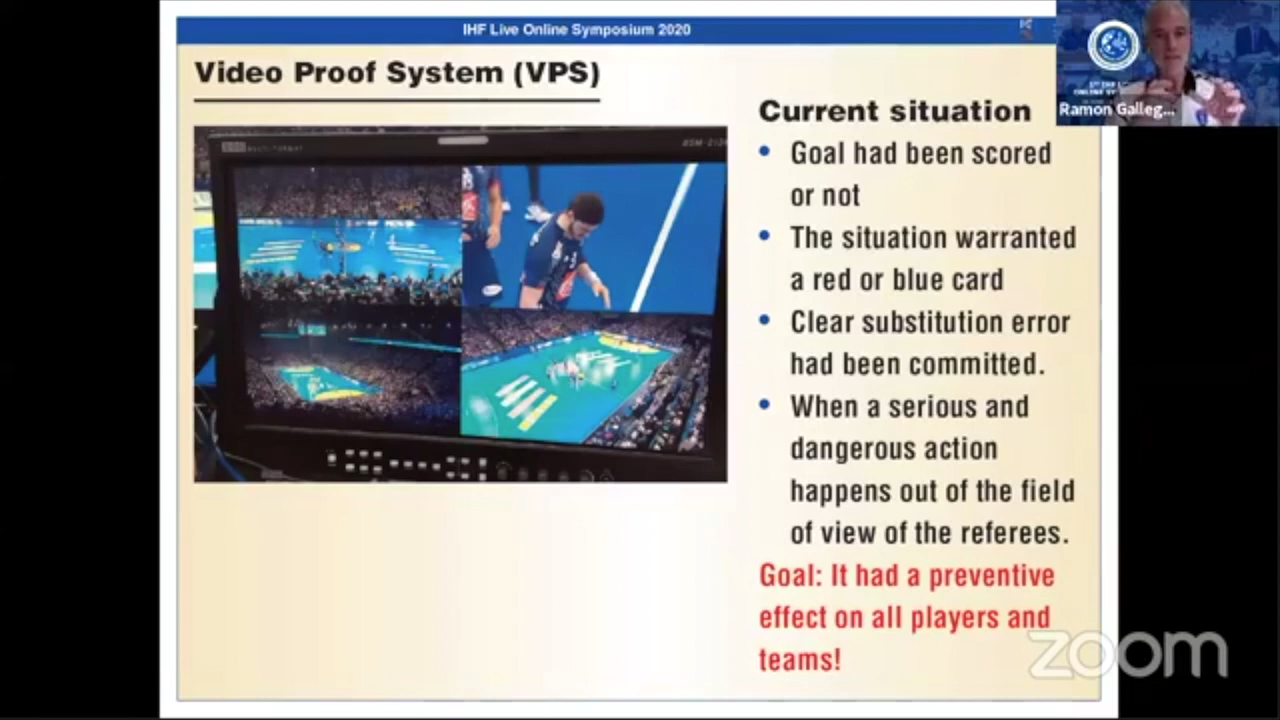 IHF Live Online Symposium 2020
Video Proof System (VPS)
Ramon Galleg...
Current situation
• Goal had been scored
or not
• The situation warranted
a red or blue card
• Clear substitution error
had been committed.
• When a serious and
dangerous action
happens out of the field
of view of the referees.
Goal: It had a preventive
effect on all players and
teams!
zoom